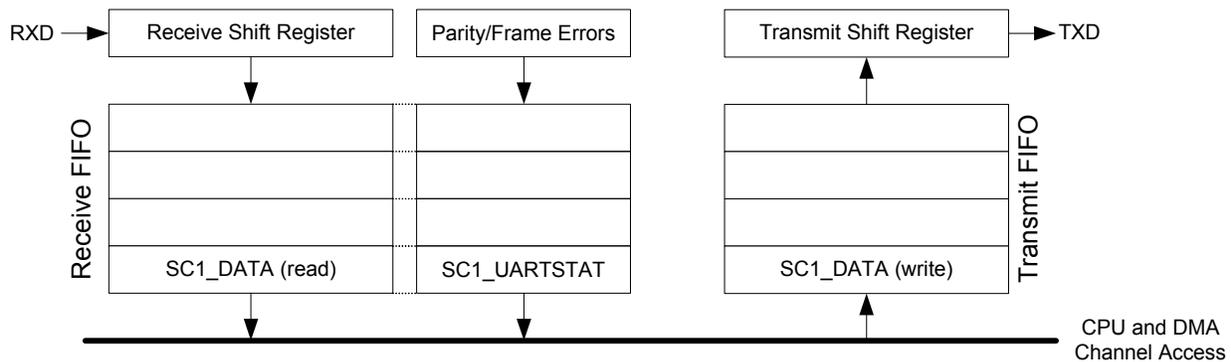 RXD
Receive Shift Register
Parity/Frame Errors
Transmit Shift Register
TXD
Receive FIFO
Transmit FIFO
SC1_DATA (read)
SC1_UARTSTAT
SC1_DATA (write)
CPU and DMA
Channel Access